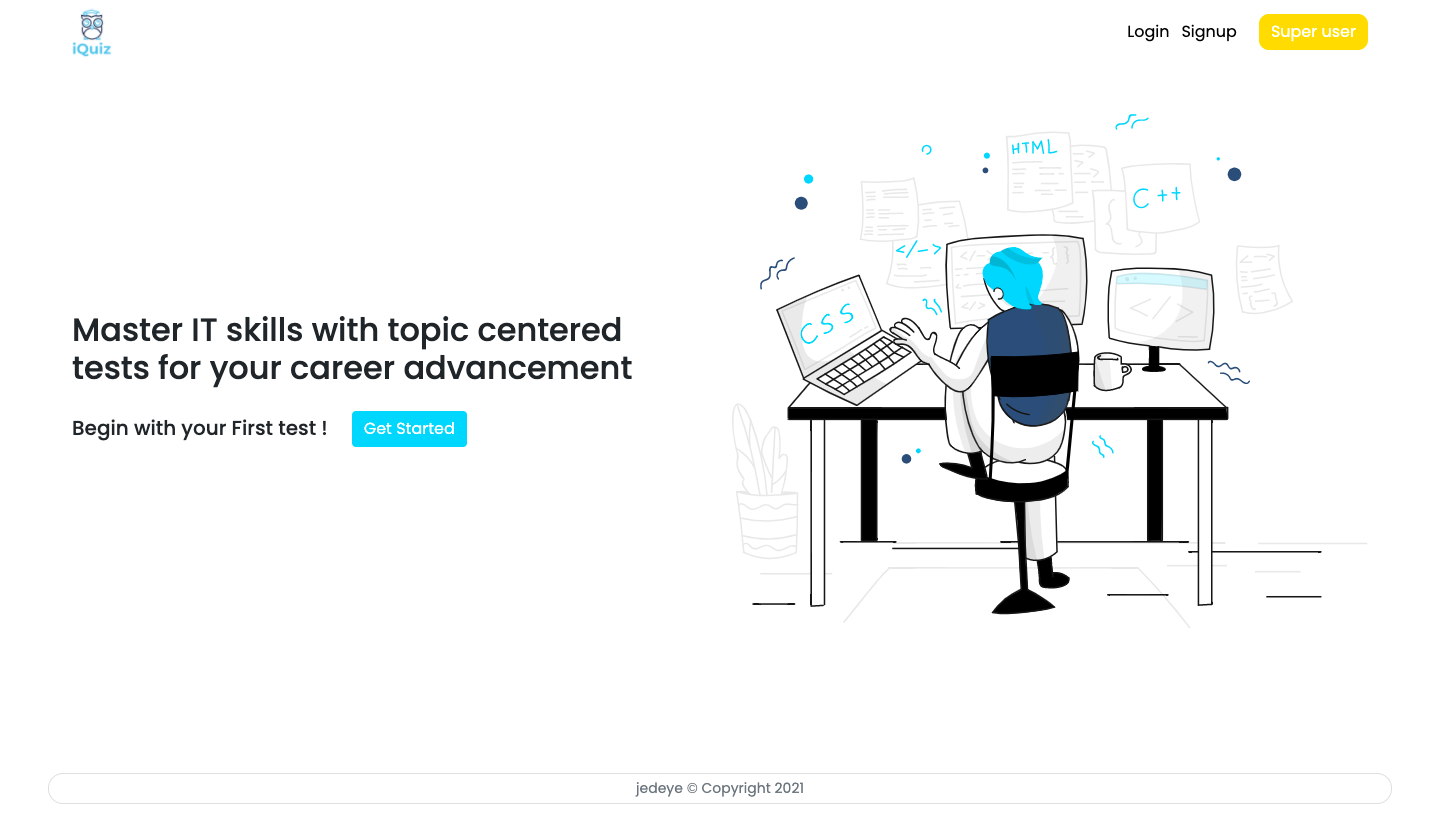 iQuiz
Login Signup Super user
HTML
C++
</-->
CSS
</>
Master IT skills with topic centered
tests for your career advancement
Begin with your First test ! Get Started
jedeye © Copyright 2021